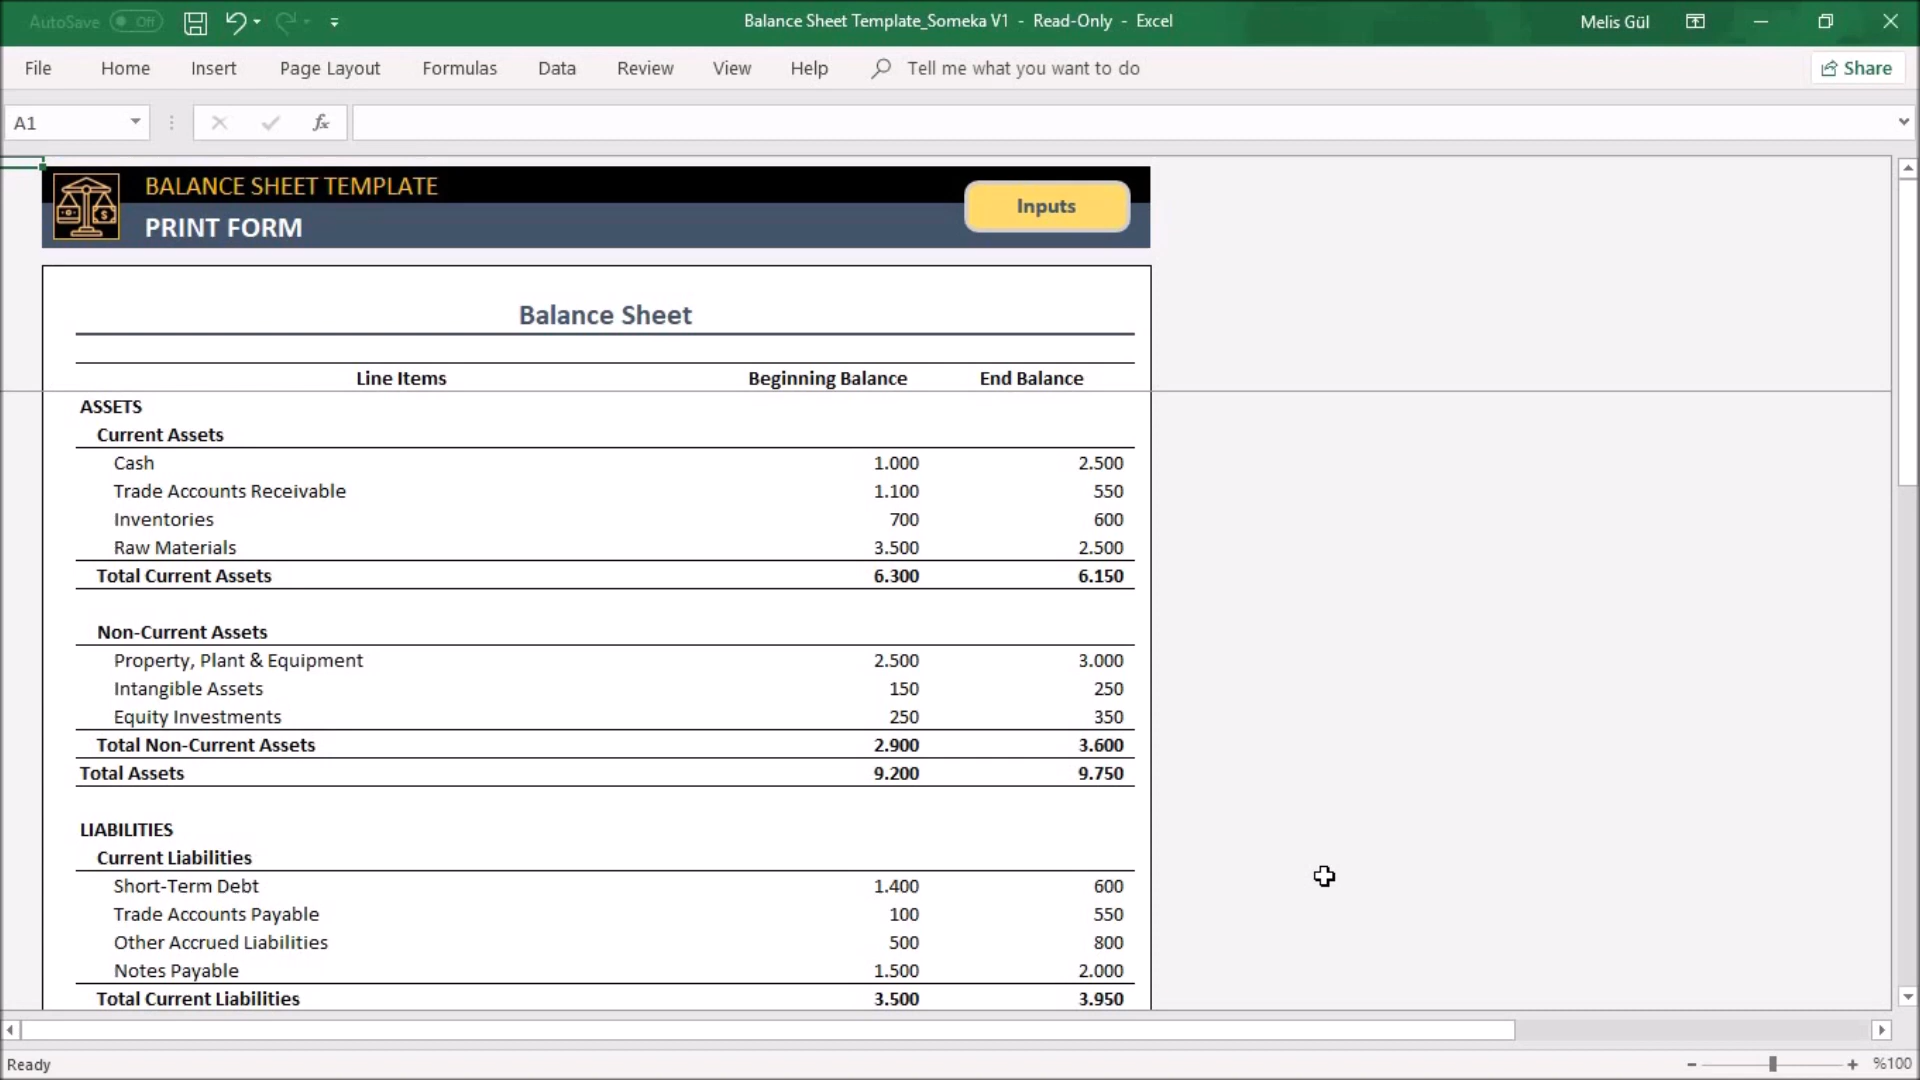 AutoSave Off Balance Sheet Template_Someka V1 - Read-Only - Excel Melis Gül
File Home Insert Page Layout Formulas Data Review View Help Tell me what you want to do Share
A1 fx
BALANCE SHEET TEMPLATE
PRINT FORM
Inputs
Balance Sheet
Line Items Beginning Balance End Balance
ASSETS
Current Assets
Cash 1.000 2.500
Trade Accounts Receivable 1.100 550
Inventories 700 600
Raw Materials 3.500 2.500
Total Current Assets 6.300 6.150
Non-Current Assets
Property, Plant & Equipment 2.500 3.000
Intangible Assets 150 250
Equity Investments 250 350
Total Non-Current Assets 2.900 3.600
Total Assets 9.200 9.750
LIABILITIES
Current Liabilities
Short-Term Debt 1.400 600
Trade Accounts Payable 100 550
Other Accrued Liabilities 500 800
Notes Payable 1.500 2.000
Total Current Liabilities 3.500 3.950
Ready %100